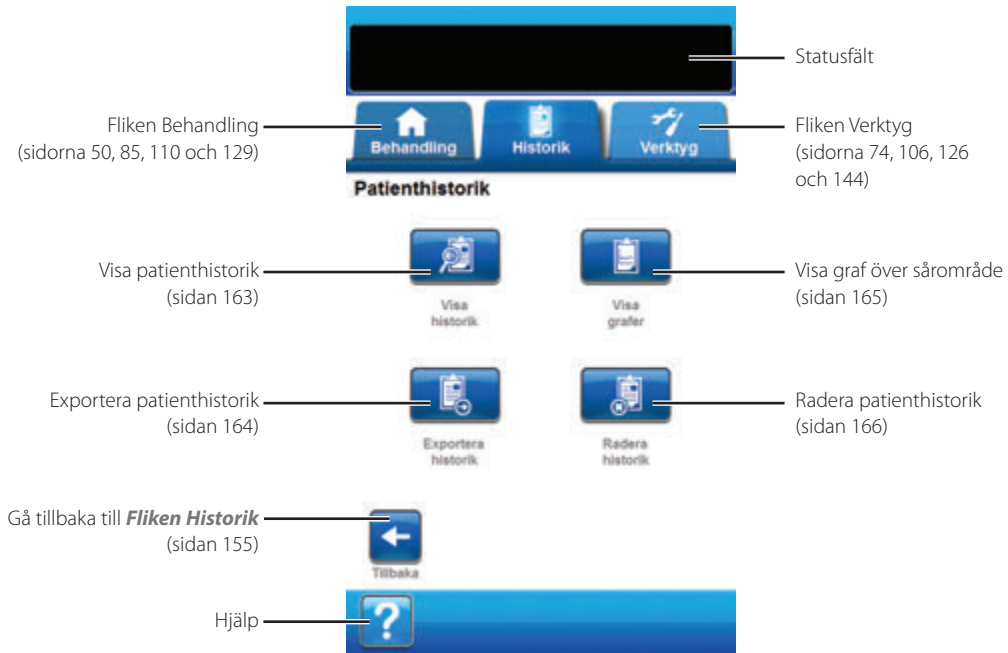 Statusfält
Fliken Behandling
(sidorna 50, 85, 110 och 129)
Behandling
Historik
Verktyg
Fliken Verktyg
(sidorna 74, 106, 126
och 144)
Patienthistorik
Visa patienthistorik
(sidan 163)
Visa
historik
Visa
grafer
Visa graf över sårområde
(sidan 165)
Exportera patienthistorik
(sidan 164)
Exportera
historik
Radera
historik
Radera patienthistorik
(sidan 166)
Gå tillbaka till Fliken Historik
(sidan 155)
Tillbaka
Hjälp
?